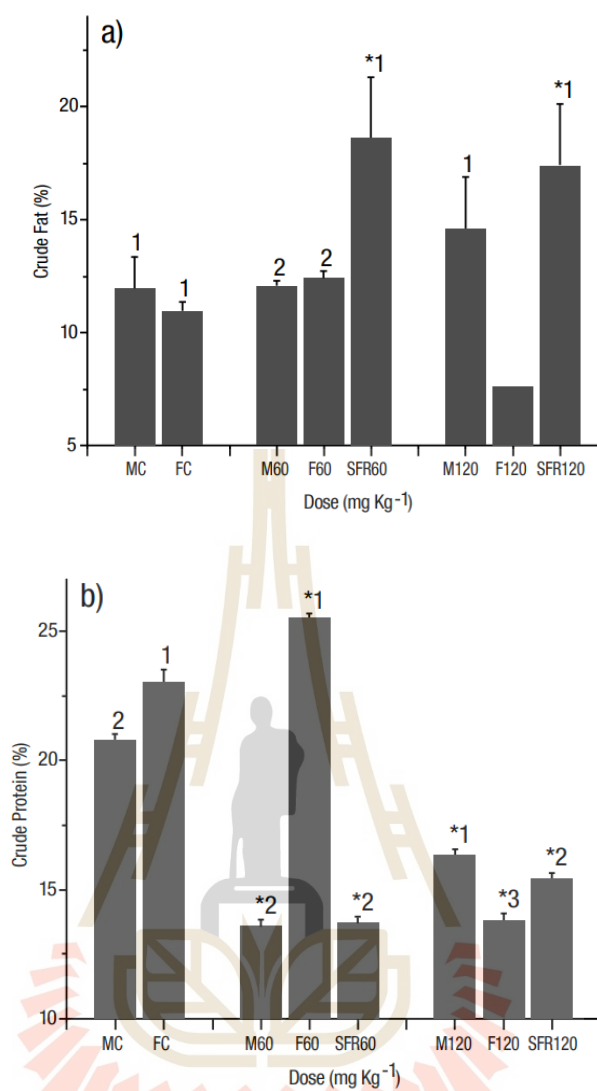 a)
Crude Fat (%)
20
15
10
5
1
1
2
2
*1
1
*1
MC FC M60 F60 SFR60 M120 F120 SFR120
Dose (mg Kg-1)
b)
Crude Protein (%)
25
20
15
10
2
1
*2
*1
*2
*1
*3
*2
MC FC M60 F60 SFR60 M120 F120 SFR120
Dose (mg Kg-1)